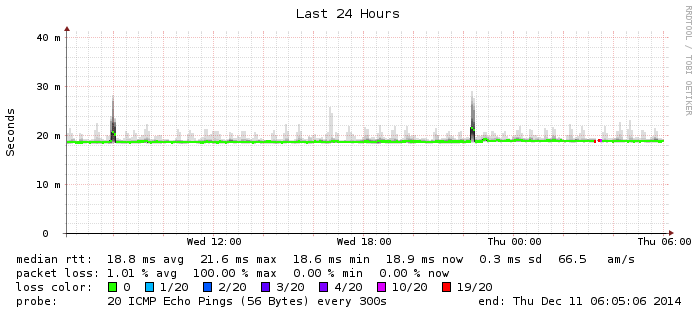 Last 24 Hours
RRDTOOL / TOBI OETIKER
Seconds
40 m
30 m
20 m
10 m
0
Wed 12:00 Wed 18:00 Thu 00:00 Thu 06:00
median rtt: 18.8 ms avg 21.6 ms max 18.6 ms min 18.9 ms now 0.3 ms sd 66.5 am/s
packet loss: 1.01 % avg 100.00 % max 0.00 % min 0.00 % now
loss color: 0 1/20 2/20 3/20 4/20 10/20 19/20
probe: 20 ICMP Echo Pings (56 Bytes) every 300s end: Thu Dec 11 06:05:06 2014